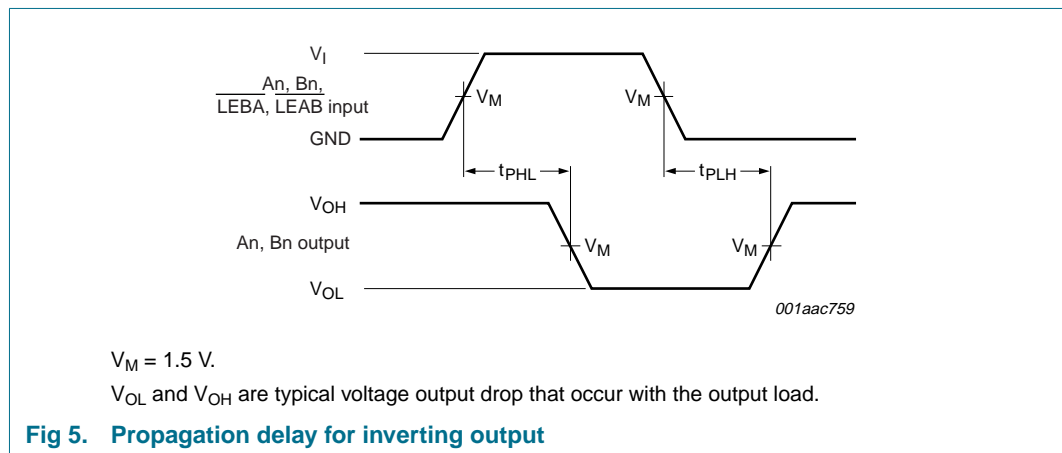 VI
An, Bn,
LEBA, LEAB input
VM
VM
GND
tPHL
tPLH
VOH
An, Bn output
VM
VM
VOL
001aac759
VM = 1.5 V.
VOL and VOH are typical voltage output drop that occur with the output load.
Fig 5. Propagation delay for inverting output